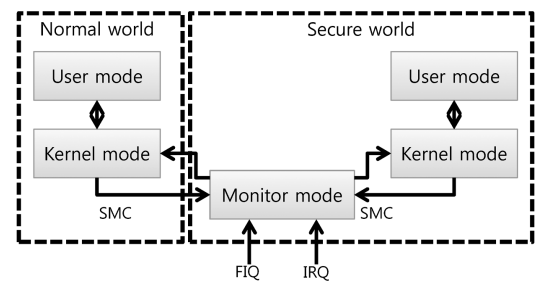 Normal world
Secure world
User mode
User mode
Kernel mode
Kernel mode
Monitor mode
SMC
SMC
FIQ
IRQ